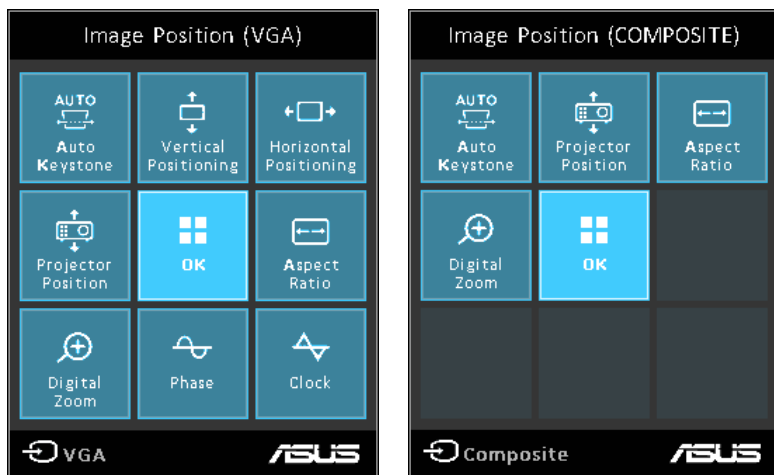 Image Position (VGA)
AUTO
Auto
Keystone
Vertical
Positioning
Horizontal
Positioning
Projector
Position
OK
Aspect
Ratio
Digital
Zoom
Phase
Clock
VGA
ASUS
Image Position (COMPOSITE)
AUTO
Auto
Keystone
Projector
Position
Aspect
Ratio
Digital
Zoom
OK
Composite
ASUS